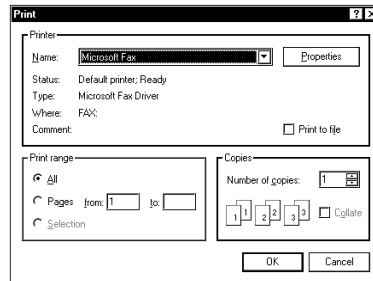 Print ? x
Printer
Name: Microsoft Fax Properties
Status: Default printer; Ready
Type: Microsoft Fax Driver
Where: FAX:
Comment: Print to file
Print range
All
Pages from: 1 to:
Selection
Copies
Number of copies: 1
1 1 2 2 3 3 Collate
OK Cancel